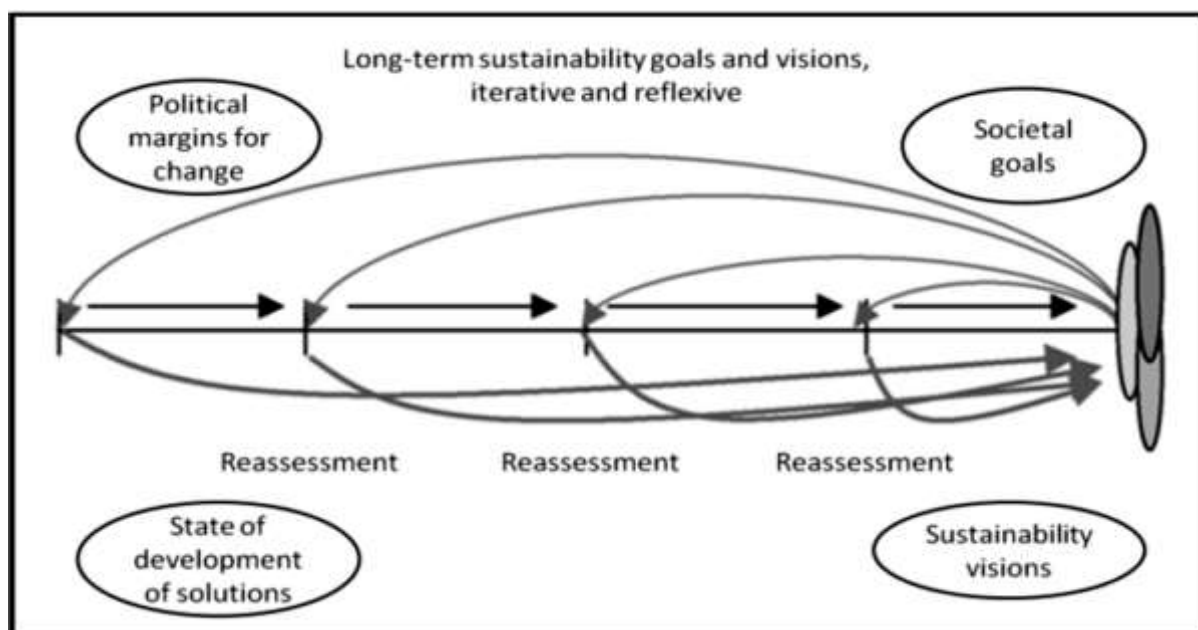 Long-term sustainability goals and visions,
iterative and reflexive
Political
margins for
change
Societal
goals
Reassessment
Reassessment
Reassessment
State of
development
of solutions
Sustainability
visions